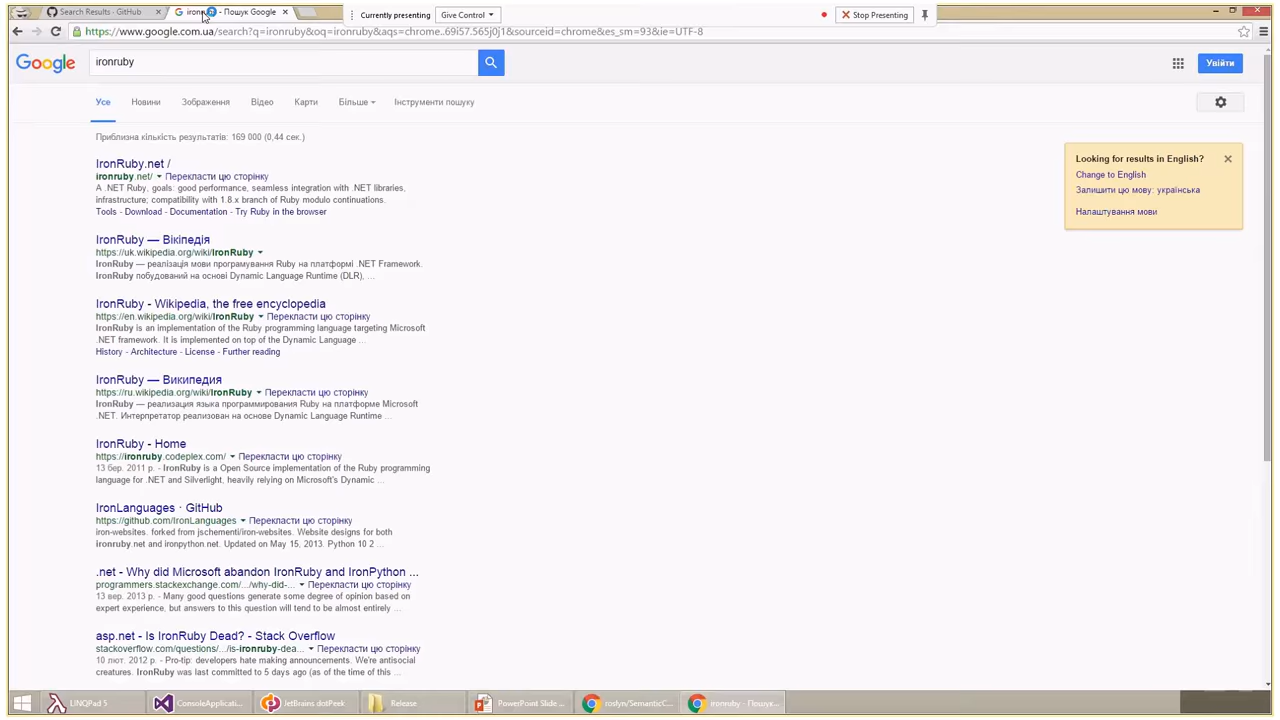 Search Results · GitHub
- Пошук Google
Currently presenting
Give Control
Stop Presenting
https://www.google.com.ua/search?q=ironruby&oq=ironruby&aqs=chrome..69i57.565j0j1&sourceid=chrome&es_sm=93&ie=UTF-8
Google
ironruby
Увійти
Усе
Новини
Зображення
Відео
Карти
Більше
Інструменти пошуку
Приблизна кількість результатів: 169 000 (0,44 сек.)
IronRuby.net /
ironruby.net/ Перекласти цю сторінку
A .NET Ruby, goals: good performance, seamless integration with .NET libraries,
infrastructure; compatibility with 1.8.x branch of Ruby modulo continuations.
Tools - Download - Documentation - Try Ruby in the browser
IronRuby — Вікіпедія
https://uk.wikipedia.org/wiki/IronRuby
IronRuby — реалізація мови програмування Ruby на платформі .NET Framework.
IronRuby побудований на основі Dynamic Language Runtime (DLR), ...
IronRuby - Wikipedia, the free encyclopedia
https://en.wikipedia.org/wiki/IronRuby Перекласти цю сторінку
IronRuby is an implementation of the Ruby programming language targeting Microsoft
.NET framework. It is implemented on top of the Dynamic Language ...
History - Architecture - License - Further reading
IronRuby — Википедия
https://ru.wikipedia.org/wiki/IronRuby Перекласти цю сторінку
IronRuby — реализация языка программирования Ruby на платформе Microsoft
.NET. Интерпретатор реализован на основе Dynamic Language Runtime ...
IronRuby - Home
https://ironruby.codeplex.com/ Перекласти цю сторінку
13 бер. 2011 р. - IronRuby is a Open Source implementation of the Ruby programming
language for .NET and Silverlight, heavily relying on Microsoft's Dynamic ...
IronLanguages · GitHub
https://github.com/IronLanguages Перекласти цю сторінку
iron-websites. forked from jschementi/iron-websites. Website designs for both
ironruby.net and ironpython.net. Updated on May 15, 2013. Python 10 2 ...
.net - Why did Microsoft abandon IronRuby and IronPython ...
programmers.stackexchange.com/.../why-did-... Перекласти цю сторінку
13 вер. 2013 р. - Many good questions generate some degree of opinion based on
expert experience, but answers to this question will tend to be almost entirely ...
asp.net - Is IronRuby Dead? - Stack Overflow
stackoverflow.com/questions/.../is-ironruby-dea... Перекласти цю сторінку
10 лют. 2012 р. - Pro-tip: developers hate making announcements. We're antisocial
creatures. IronRuby was last committed to 5 days ago (as of the time of this ...
Looking for results in English?
Change to English
Залишити цю мову: українська
Налаштування мови
LINQPad 5
ConsoleApplicati...
JetBrains dotPeek
Release
PowerPoint Slide ...
roslyn/SemanticC...
ironruby - Пошук...